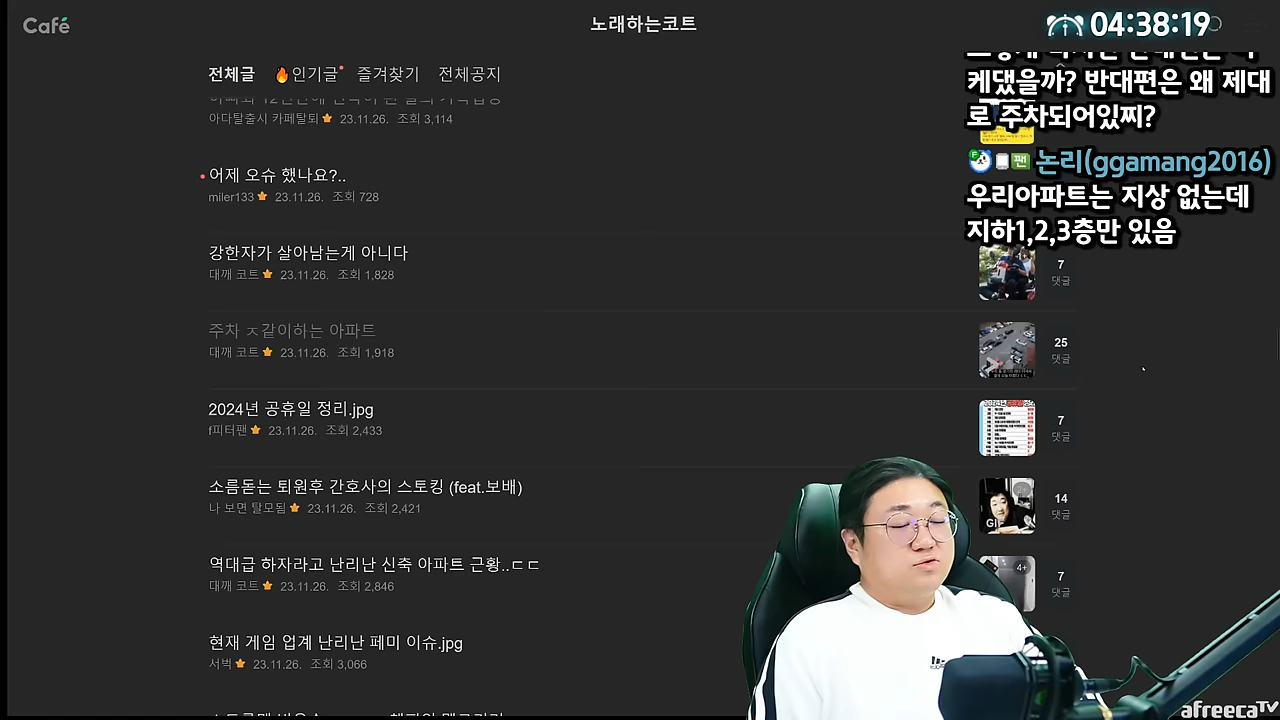 Café
노래하는코트
04:38:19
전체글 🔥인기글 즐겨찾기 전체공지
아다탈출시 카페탈퇴 23.11.26. 조회 3,114
어제 오슈 했나요?..
miler133 23.11.26. 조회 728
강한자가 살아남는게 아니다
대깨 코트 23.11.26. 조회 1,828
7
댓글
주차 ㅈ같이하는 아파트
대깨 코트 23.11.26. 조회 1,918
25
댓글
2024년 공휴일 정리.jpg
f피터팬 23.11.26. 조회 2,433
7
댓글
소름돋는 퇴원후 간호사의 스토킹 (feat.보배)
나 보면 탈모됨 23.11.26. 조회 2,421
14
댓글
역대급 하자라고 난리난 신축 아파트 근황..ㄷㄷ
대깨 코트 23.11.26. 조회 2,846
4+
7
댓글
현재 게임 업계 난리난 페미 이슈.jpg
서벅 23.11.26. 조회 3,066
케댔을까? 반대편은 왜 제대
로 주차되어있찌?
팬 논리(ggamang2016)
우리아파트는 지상 없는데
지하1,2,3층만 있음
afreecaTV